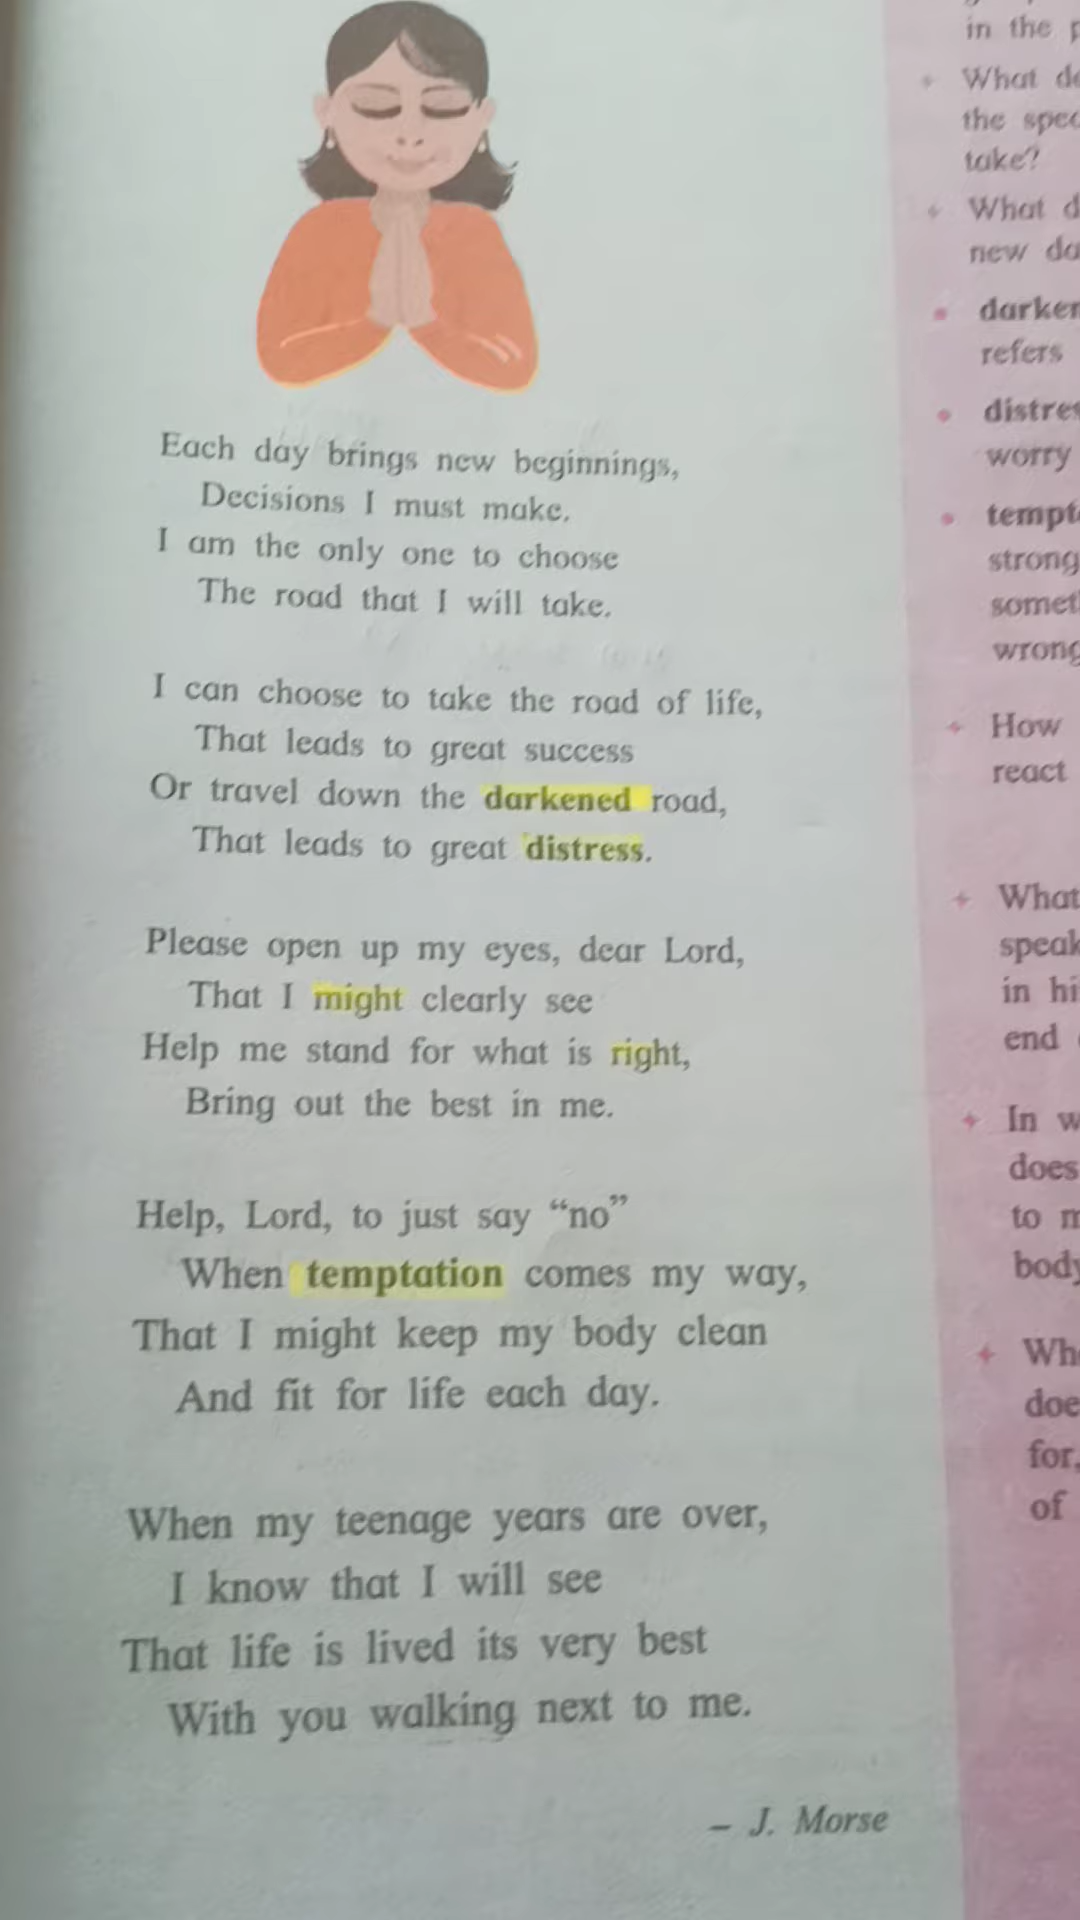 Each day brings new beginnings,
Decisions I must make.
I am the only one to choose
The road that I will take.
I can choose to take the road of life,
That leads to great success
Or travel down the darkened road,
That leads to great distress.
Please open up my eyes, dear Lord,
That I might clearly see
Help me stand for what is right,
Bring out the best in me.
Help, Lord, to just say “no”
When temptation comes my way,
That I might keep my body clean
And fit for life each day.
When my teenage years are over,
I know that I will see
That life is lived its very best
With you walking next to me.
– J. Morse
in the
What
the
take?
What
new
refers
worry
strong
How
react
What
in
end
In
does
to
for,
of